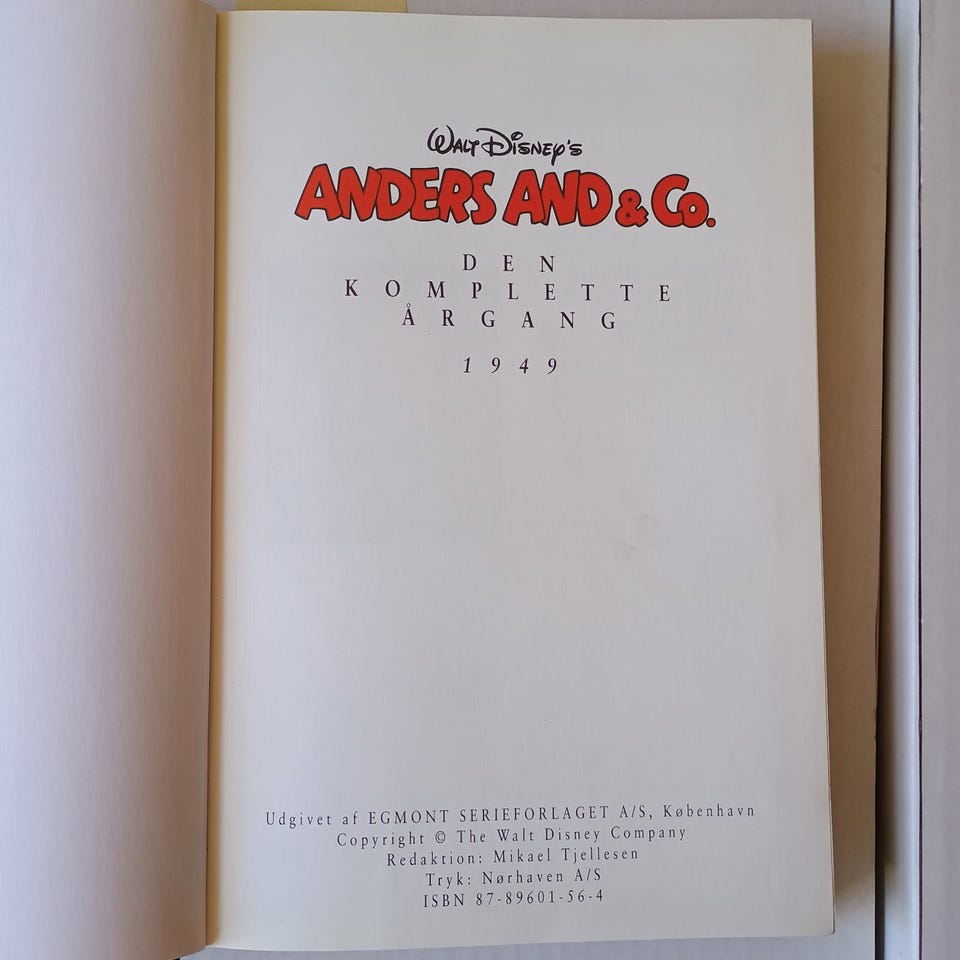 WALT DISNEY'S
ANDERS AND & Co.
DEN
KOMPLETTE
ÅRGANG
1949
Udgivet af EGMONT SERIEFORLAGET A/S, København
Copyright © The Walt Disney Company
Redaktion: Mikael Tjellesen
Tryk: Nørhaven A/S
ISBN 87-89601-56-4